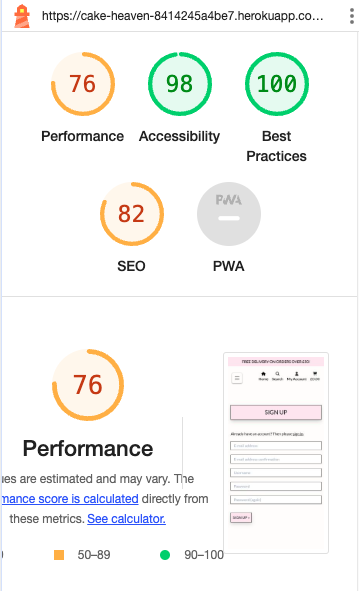 https://cake-heaven-8414245a4be7.herokuapp.co...
76
98
100
Performance
Accessibility
Best
Practices
82
PWA
SEO
PWA
76
Performance
ues are estimated and may vary. The
mance score is calculated directly from
these metrics. See calculator.
50–89
90–100
FREE DELIVERY ON ORDERS OVER £50!
Home
Search
My Account
SIGN UP
Already have an account? Then please sign in.
E-mail address
E-mail address confirmation
Username
Password
Password (again)
SIGN UP